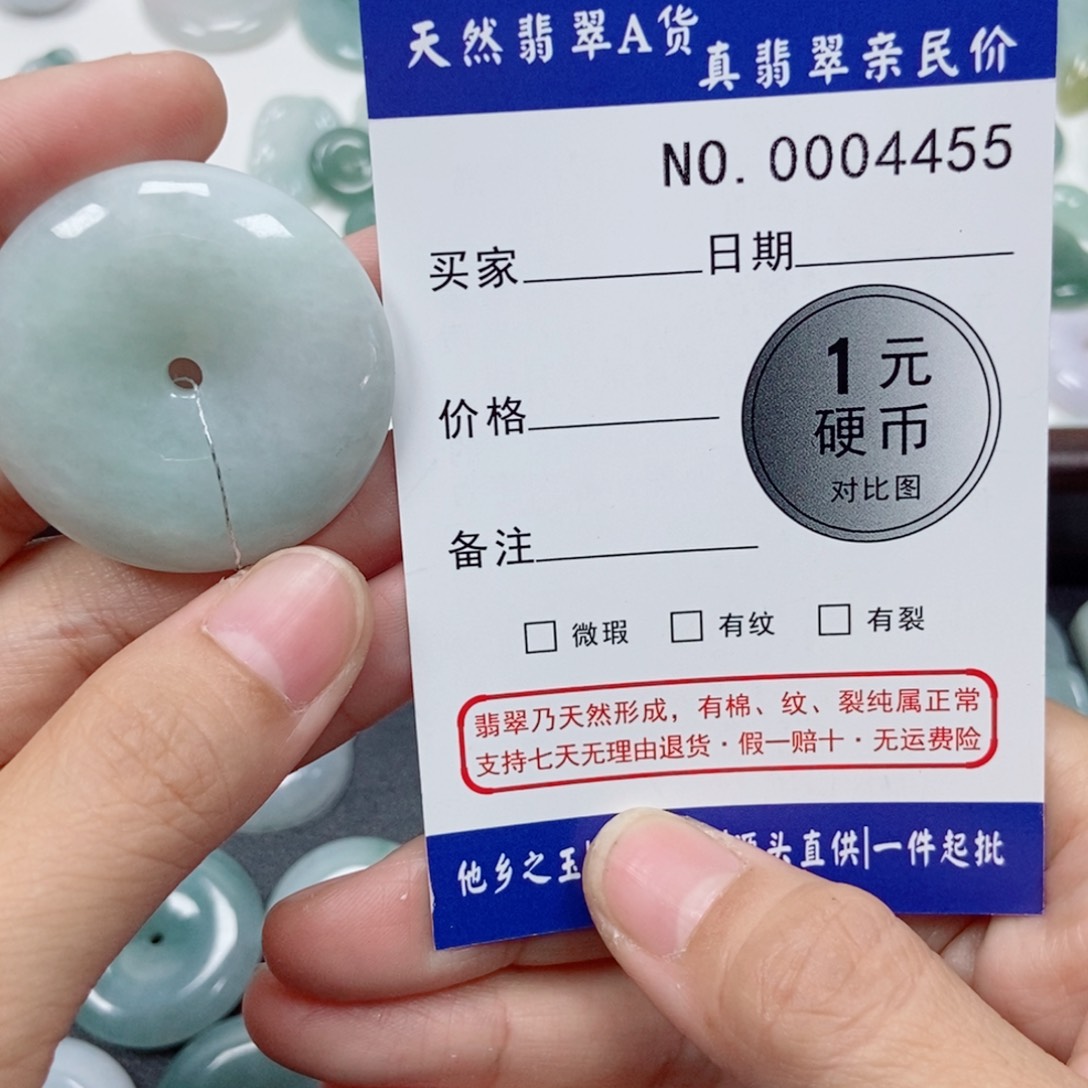 天然翡翠A货
真翡翠亲民价
NO. 0004455
买家 日期
1元
硬币
对比图
价格
备注
□ 微瑕 □ 有纹 □ 有裂
翡翠乃天然形成，有棉、纹、裂纯属正常
支持七天无理由退货·假一赔十·无运费险
他乡之玉 源头直供|一件起批